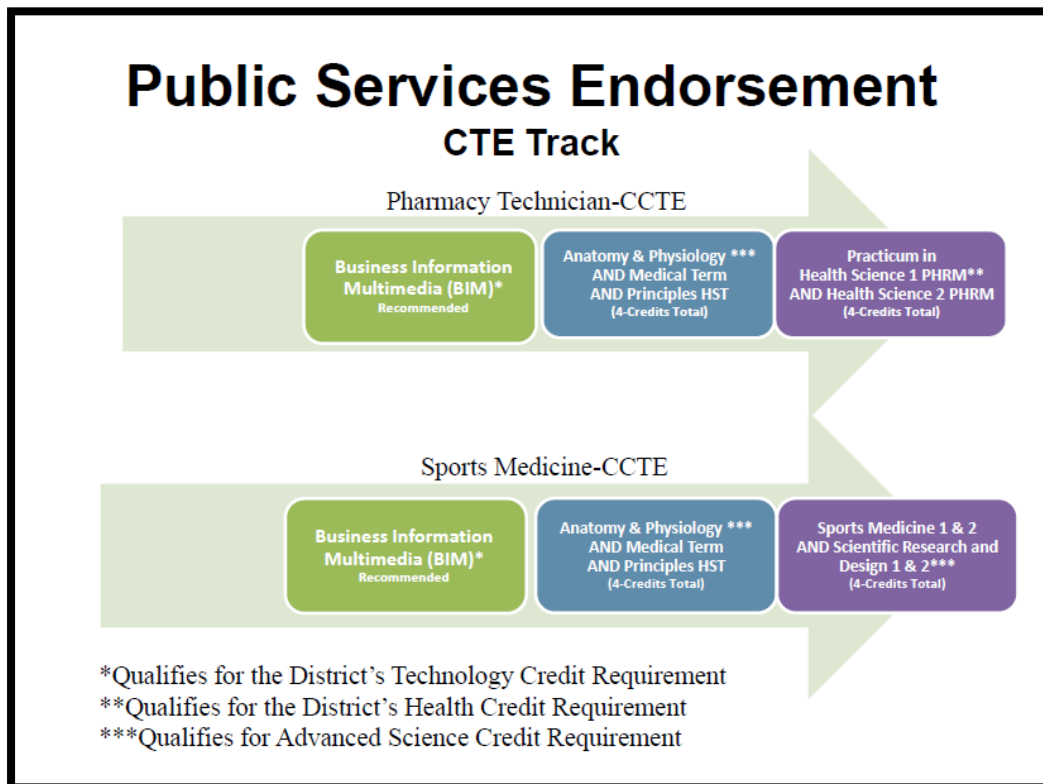 Public Services Endorsement
CTE Track
Pharmacy Technician-CCTE
Business Information
Multimedia (BIM)*
Recommended
Anatomy & Physiology ***
AND Medical Term
AND Principles HST
(4-Credits Total)
Practicum in
Health Science 1 PHRM**
AND Health Science 2 PHRM
(4-Credits Total)
Sports Medicine-CCTE
Business Information
Multimedia (BIM)*
Recommended
Anatomy & Physiology ***
AND Medical Term
AND Principles HST
(4-Credits Total)
Sports Medicine 1 & 2
AND Scientific Research and
Design 1 & 2***
(4-Credits Total)
*Qualifies for the District’s Technology Credit Requirement
**Qualifies for the District’s Health Credit Requirement
***Qualifies for Advanced Science Credit Requirement